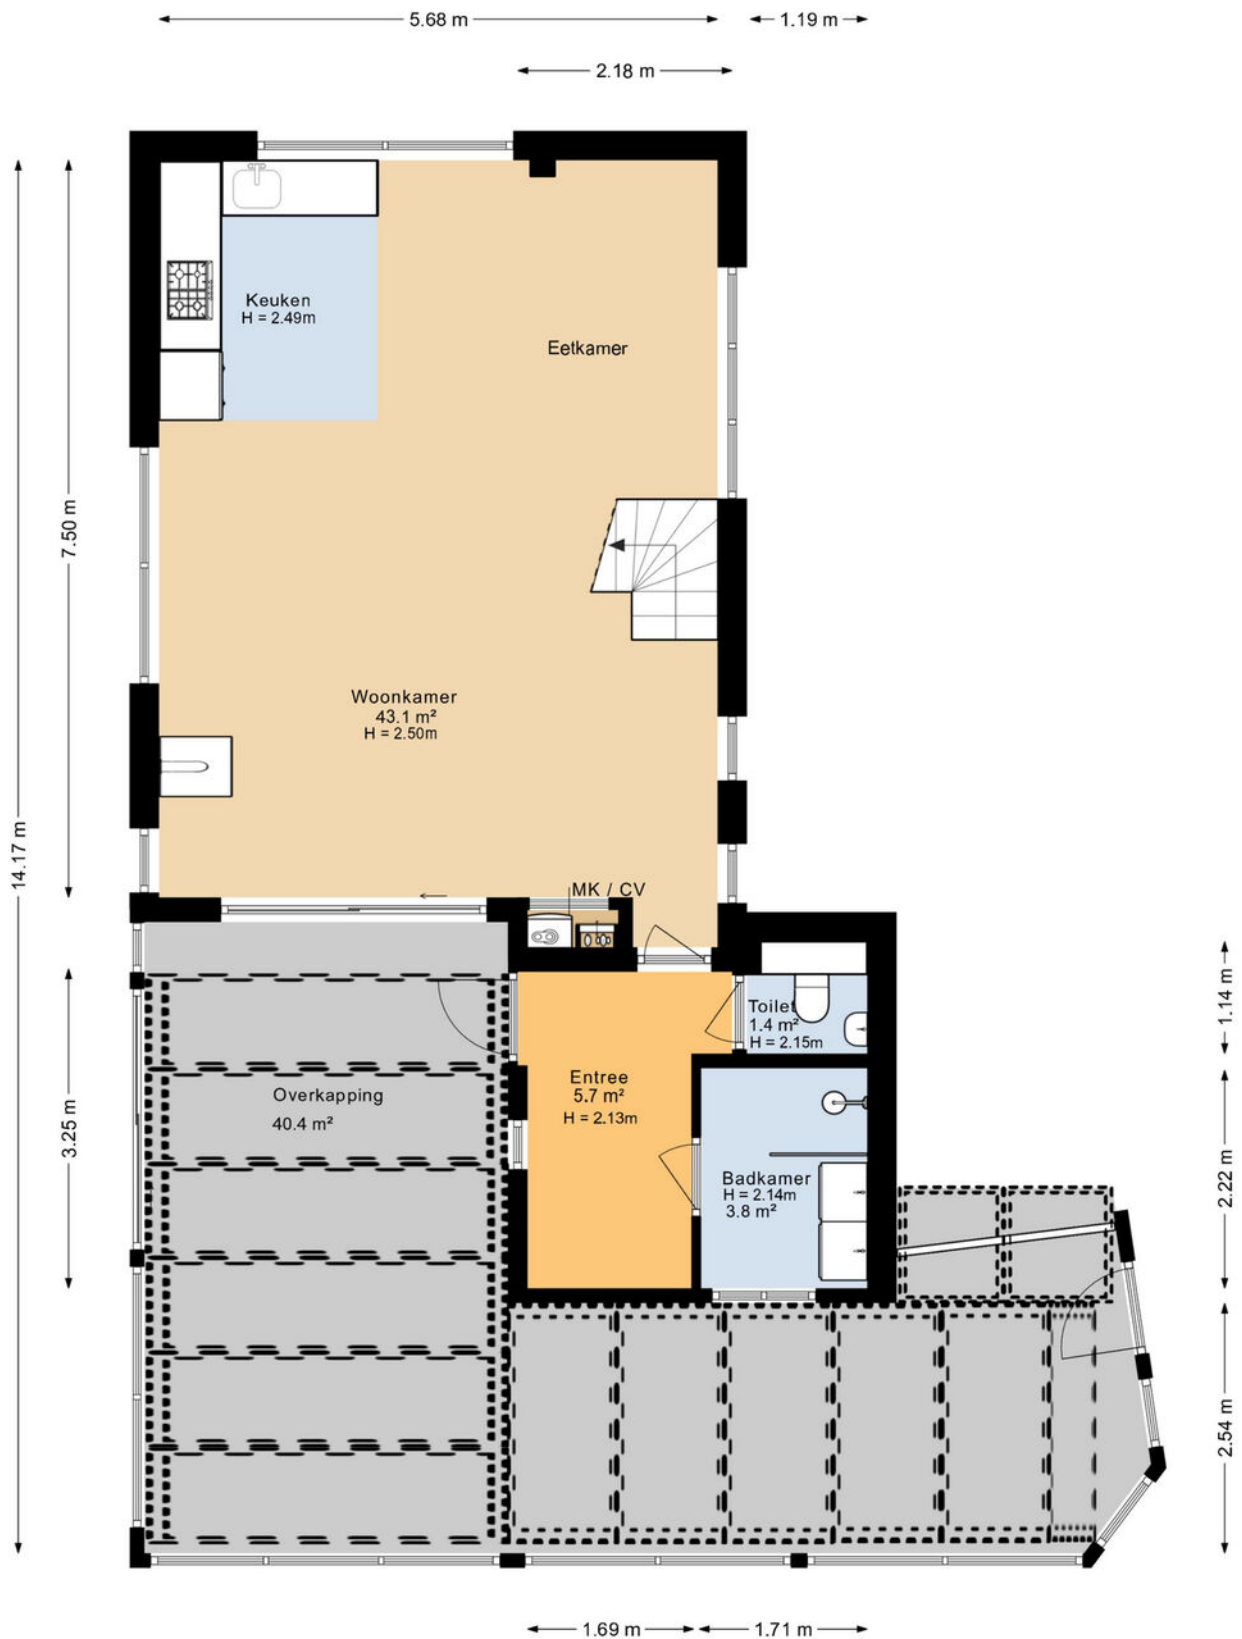 5.68 m
1.19 m
2.18 m
Keuken
H = 2.49m
Eetkamer
7.50 m
Woonkamer
43.1 m²
H = 2.50m
14.17 m
MK / CV
1.14 m
Toilet
1.4 m²
H = 2.15m
Entree
5.7 m²
H = 2.13m
Overkapping
40.4 m²
3.25 m
Badkamer
H = 2.14m
3.8 m²
2.22 m
2.54 m
1.69 m
1.71 m